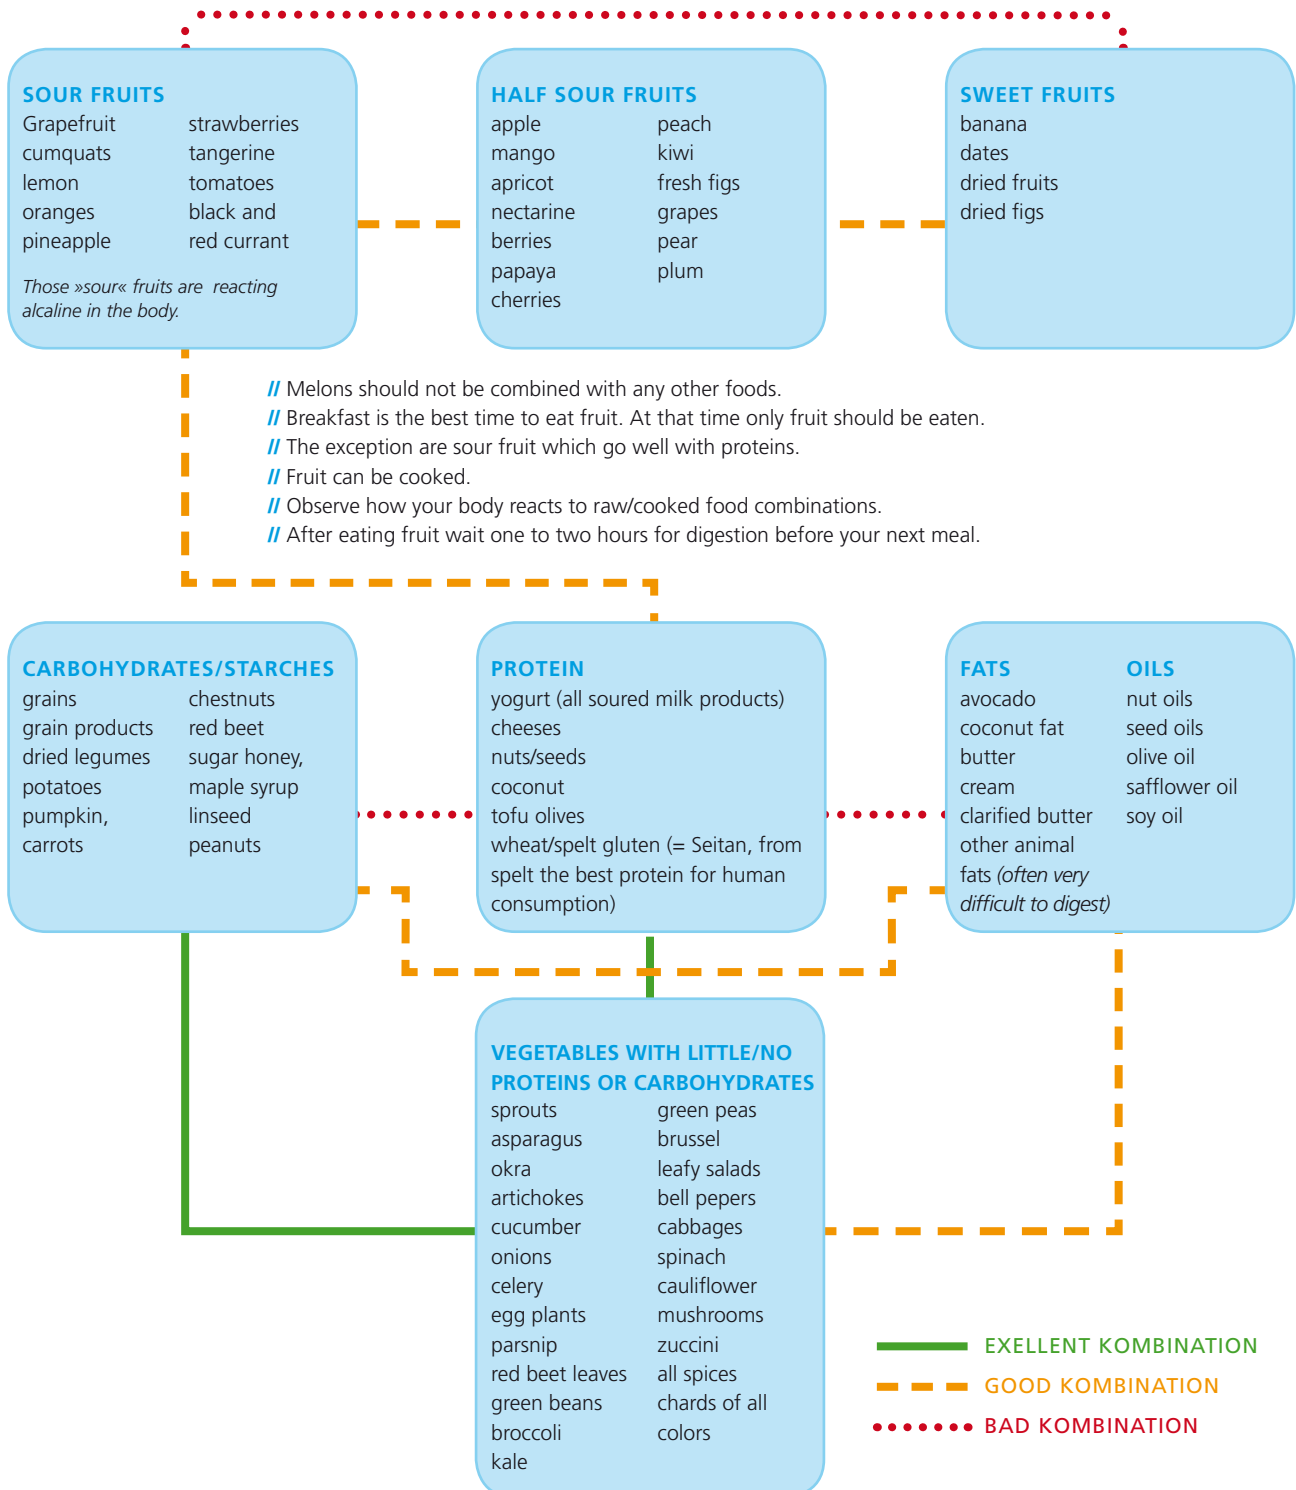 SOUR FRUITS
Grapefruit
cumquats
lemon
oranges
pineapple
strawberries
tangerine
tomatoes
black and
red currant
Those »sour« fruits are reacting
alcaline in the body.
HALF SOUR FRUITS
apple
mango
apricot
nectarine
berries
papaya
cherries
peach
kiwi
fresh figs
grapes
pear
plum
SWEET FRUITS
banana
dates
dried fruits
dried figs
// Melons should not be combined with any other foods.
// Breakfast is the best time to eat fruit. At that time only fruit should be eaten.
// The exception are sour fruit which go well with proteins.
// Fruit can be cooked.
// Observe how your body reacts to raw/cooked food combinations.
// After eating fruit wait one to two hours for digestion before your next meal.
CARBOHYDRATES/STARCHES
grains
grain products
dried legumes
potatoes
pumpkin,
carrots
chestnuts
red beet
sugar honey,
maple syrup
linseed
peanuts
PROTEIN
yogurt (all soured milk products)
cheeses
nuts/seeds
coconut
tofu olives
wheat/spelt gluten (= Seitan, from
spelt the best protein for human
consumption)
FATS
avocado
coconut fat
butter
cream
clarified butter
other animal
fats (often very
difficult to digest)
OILS
nut oils
seed oils
olive oil
safflower oil
soy oil
VEGETABLES WITH LITTLE/NO
PROTEINS OR CARBOHYDRATES
sprouts
asparagus
okra
artichokes
cucumber
onions
celery
egg plants
parsnip
red beet leaves
green beans
broccoli
kale
green peas
brussel
leafy salads
bell pepers
cabbages
spinach
cauliflower
mushrooms
zuccini
all spices
chards of all
colors
EXELLENT KOMBINATION
GOOD KOMBINATION
BAD KOMBINATION